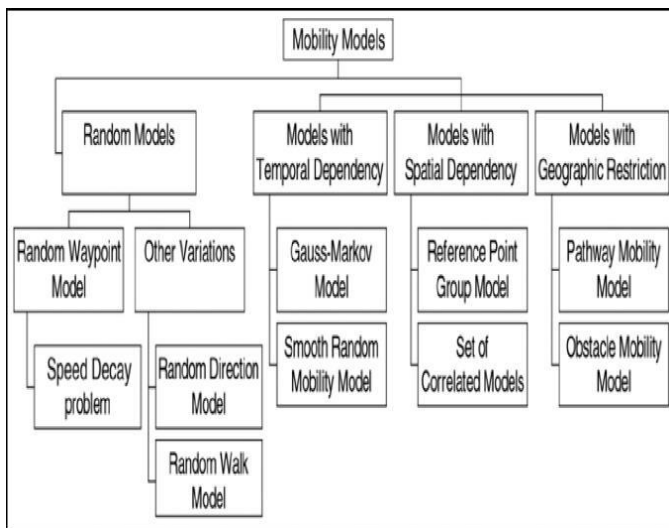 Mobility Models
Random Models
Models with
Temporal Dependency
Models with
Spatial Dependency
Models with
Geographic Restriction
Random Waypoint
Model
Other Variations
Gauss-Markov
Model
Reference Point
Group Model
Pathway Mobility
Model
Speed Decay
problem
Random Direction
Model
Smooth Random
Mobility Model
Set of
Correlated Models
Obstacle Mobility
Model
Random Walk
Model